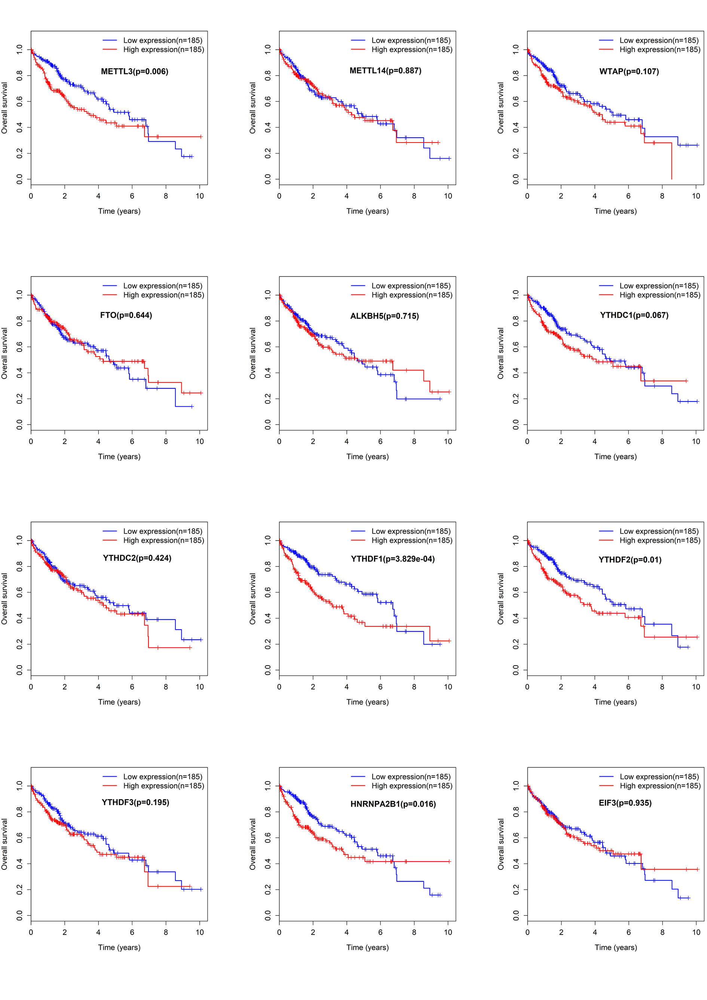 Low expression(n=185)
High expression(n=185)
METTL3(p=0.006)
Overall survival
0.0 0.2 0.4 0.6 0.8 1.0
0 2 4 6 8 10
Time (years)
Low expression(n=185)
High expression(n=185)
METTL14(p=0.887)
Overall survival
0.0 0.2 0.4 0.6 0.8 1.0
0 2 4 6 8 10
Time (years)
Low expression(n=185)
High expression(n=185)
WTAP(p=0.107)
Overall survival
0.0 0.2 0.4 0.6 0.8 1.0
0 2 4 6 8 10
Time (years)
Low expression(n=185)
High expression(n=185)
FTO(p=0.644)
Overall survival
0.0 0.2 0.4 0.6 0.8 1.0
0 2 4 6 8 10
Time (years)
Low expression(n=185)
High expression(n=185)
ALKBH5(p=0.715)
Overall survival
0.0 0.2 0.4 0.6 0.8 1.0
0 2 4 6 8 10
Time (years)
Low expression(n=185)
High expression(n=185)
YTHDC1(p=0.067)
Overall survival
0.0 0.2 0.4 0.6 0.8 1.0
0 2 4 6 8 10
Time (years)
Low expression(n=185)
High expression(n=185)
YTHDC2(p=0.424)
Overall survival
0.0 0.2 0.4 0.6 0.8 1.0
0 2 4 6 8 10
Time (years)
Low expression(n=185)
High expression(n=185)
YTHDF1(p=3.829e-04)
Overall survival
0.0 0.2 0.4 0.6 0.8 1.0
0 2 4 6 8 10
Time (years)
Low expression(n=185)
High expression(n=185)
YTHDF2(p=0.01)
Overall survival
0.0 0.2 0.4 0.6 0.8 1.0
0 2 4 6 8 10
Time (years)
Low expression(n=185)
High expression(n=185)
YTHDF3(p=0.195)
Overall survival
0.0 0.2 0.4 0.6 0.8 1.0
0 2 4 6 8 10
Time (years)
Low expression(n=185)
High expression(n=185)
HNRNPA2B1(p=0.016)
Overall survival
0.0 0.2 0.4 0.6 0.8 1.0
0 2 4 6 8 10
Time (years)
Low expression(n=185)
High expression(n=185)
EIF3(p=0.935)
Overall survival
0.0 0.2 0.4 0.6 0.8 1.0
0 2 4 6 8 10
Time (years)